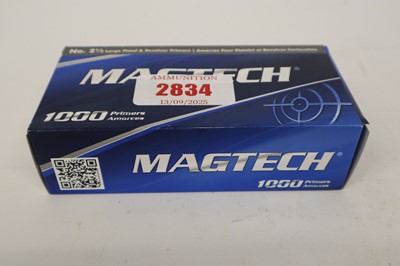 No. 2½ Large Pistol & Revolver Primers | Amorces Pour Pistolet et Revolver Cartouches
MAGTECH®
AMMUNITION
2834
13/09/2025
1000 Primers
Amorces
MAGTECH®
1000 Primers
Amorces